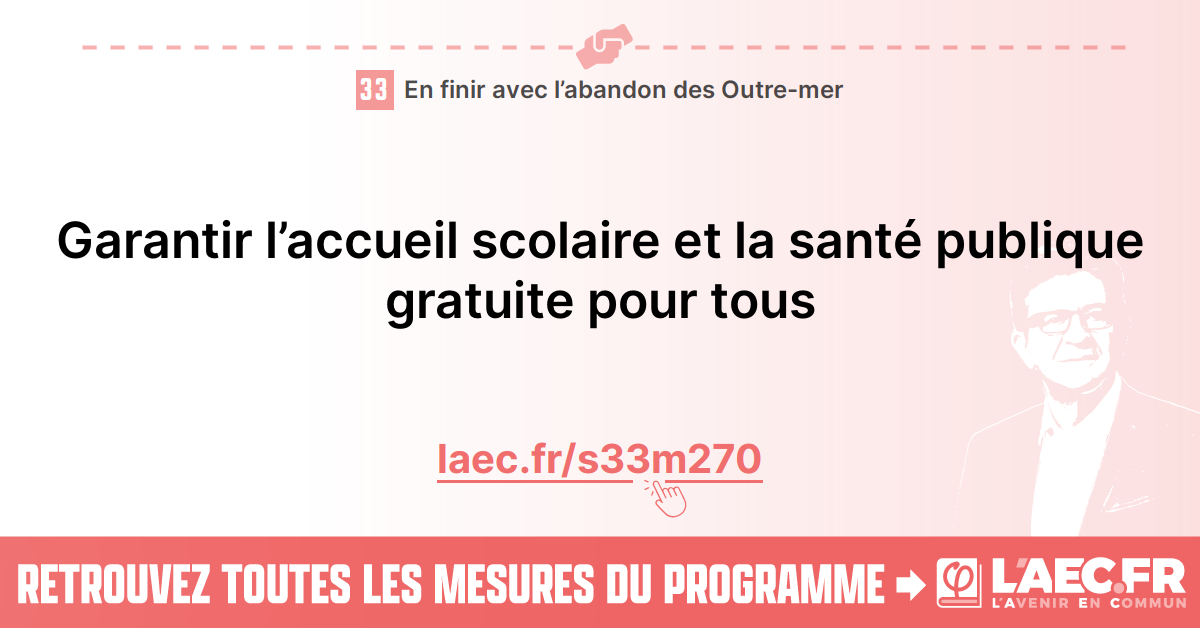 33 En finir avec l’abandon des Outre-mer
Garantir l’accueil scolaire et la santé publique
gratuite pour tous
laec.fr/s33m270
RETROUVEZ TOUTES LES MESURES DU PROGRAMME
L'AEC.FR
L'AVENIR EN COMMUN